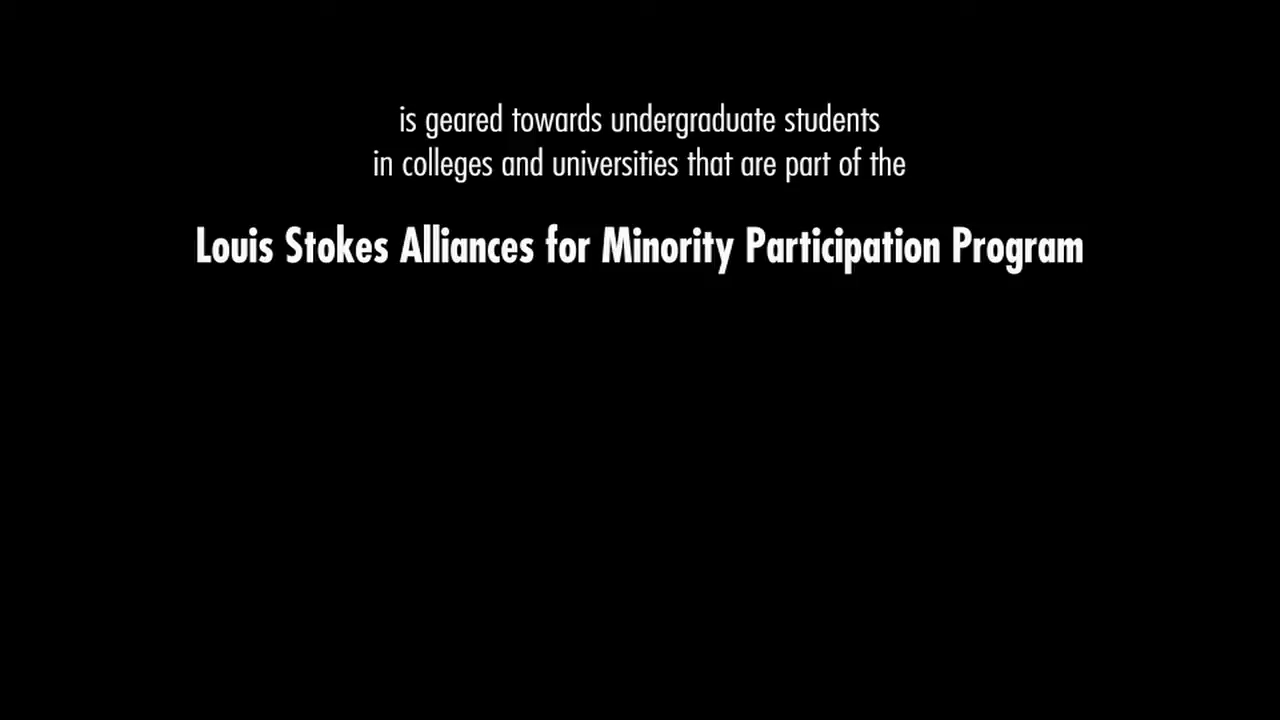 is geared towards undergraduate students
in colleges and universities that are part of the
Louis Stokes Alliances for Minority Participation Program